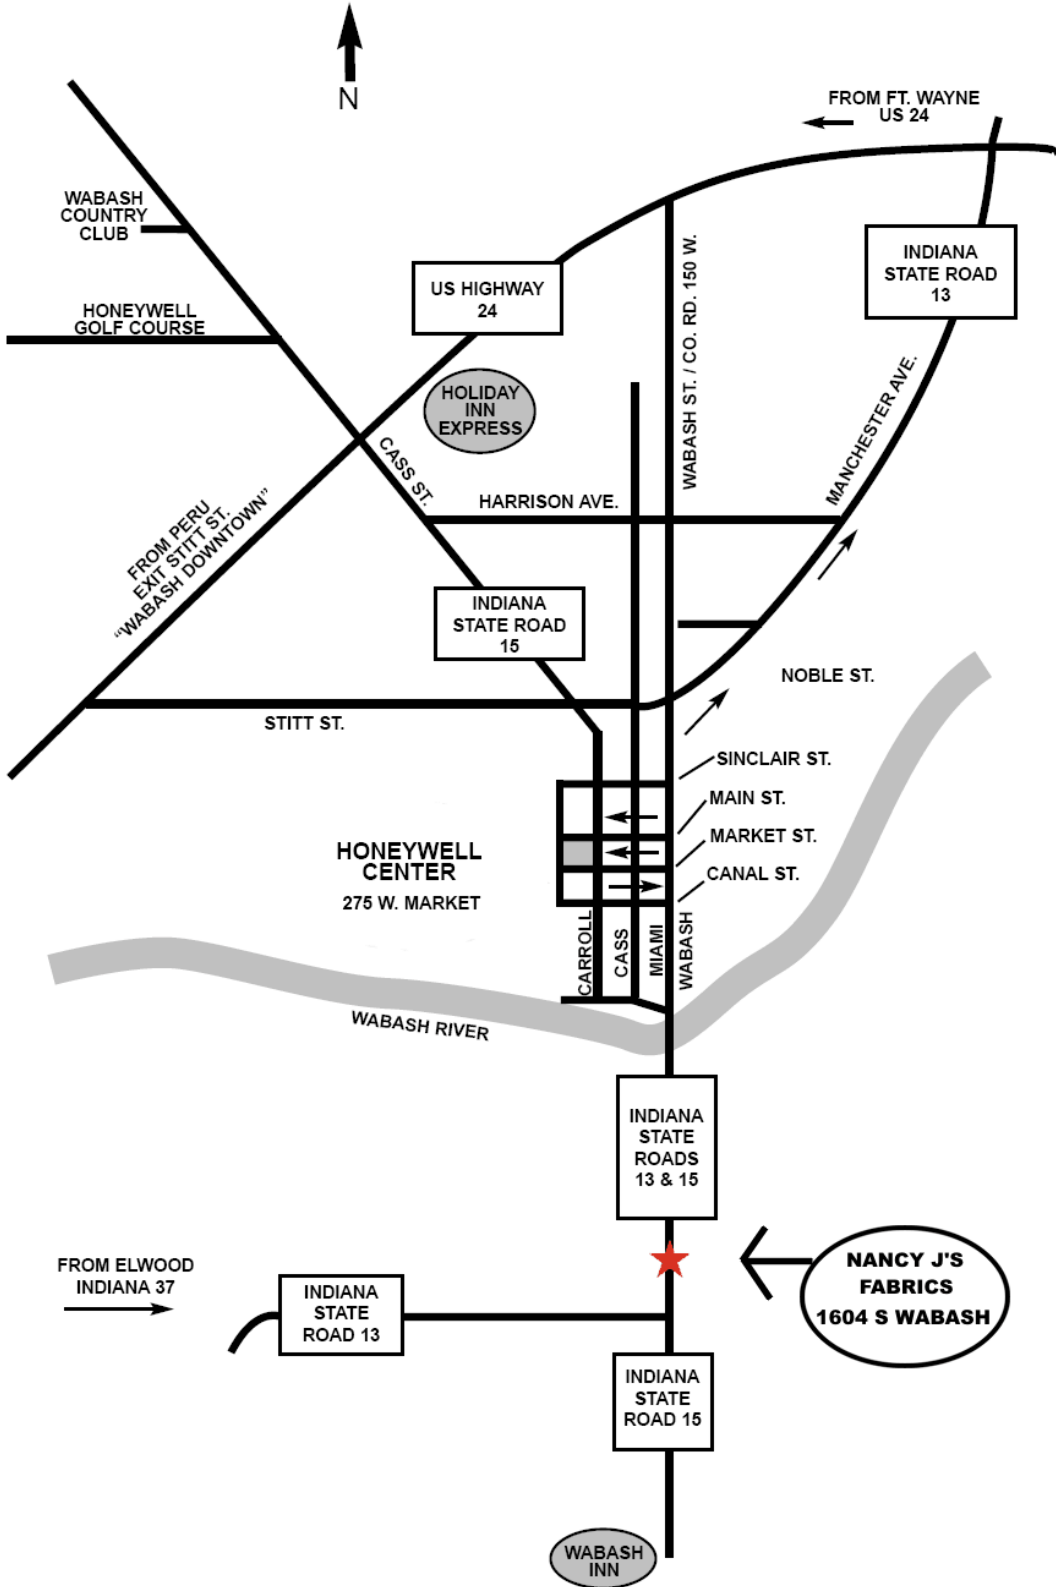 N
FROM FT. WAYNE
US 24
WABASH
COUNTRY
CLUB
INDIANA
STATE ROAD
13
US HIGHWAY
24
WABASH ST. / CO. RD. 150 W.
HONEYWELL
GOLF COURSE
HOLIDAY
INN
EXPRESS
MANCHESTER AVE.
CASS ST.
HARRISON AVE.
FROM PERU
EXIT STITT ST.
“WABASH DOWNTOWN”
INDIANA
STATE ROAD
15
NOBLE ST.
STITT ST.
SINCLAIR ST.
MAIN ST.
MARKET ST.
CANAL ST.
HONEYWELL
CENTER
275 W. MARKET
CARROLL
CASS
MIAMI
WABASH
WABASH RIVER
INDIANA
STATE
ROADS
13 & 15
NANCY J'S
FABRICS
1604 S WABASH
FROM ELWOOD
INDIANA 37
INDIANA
STATE
ROAD 13
INDIANA
STATE
ROAD 15
WABASH
INN